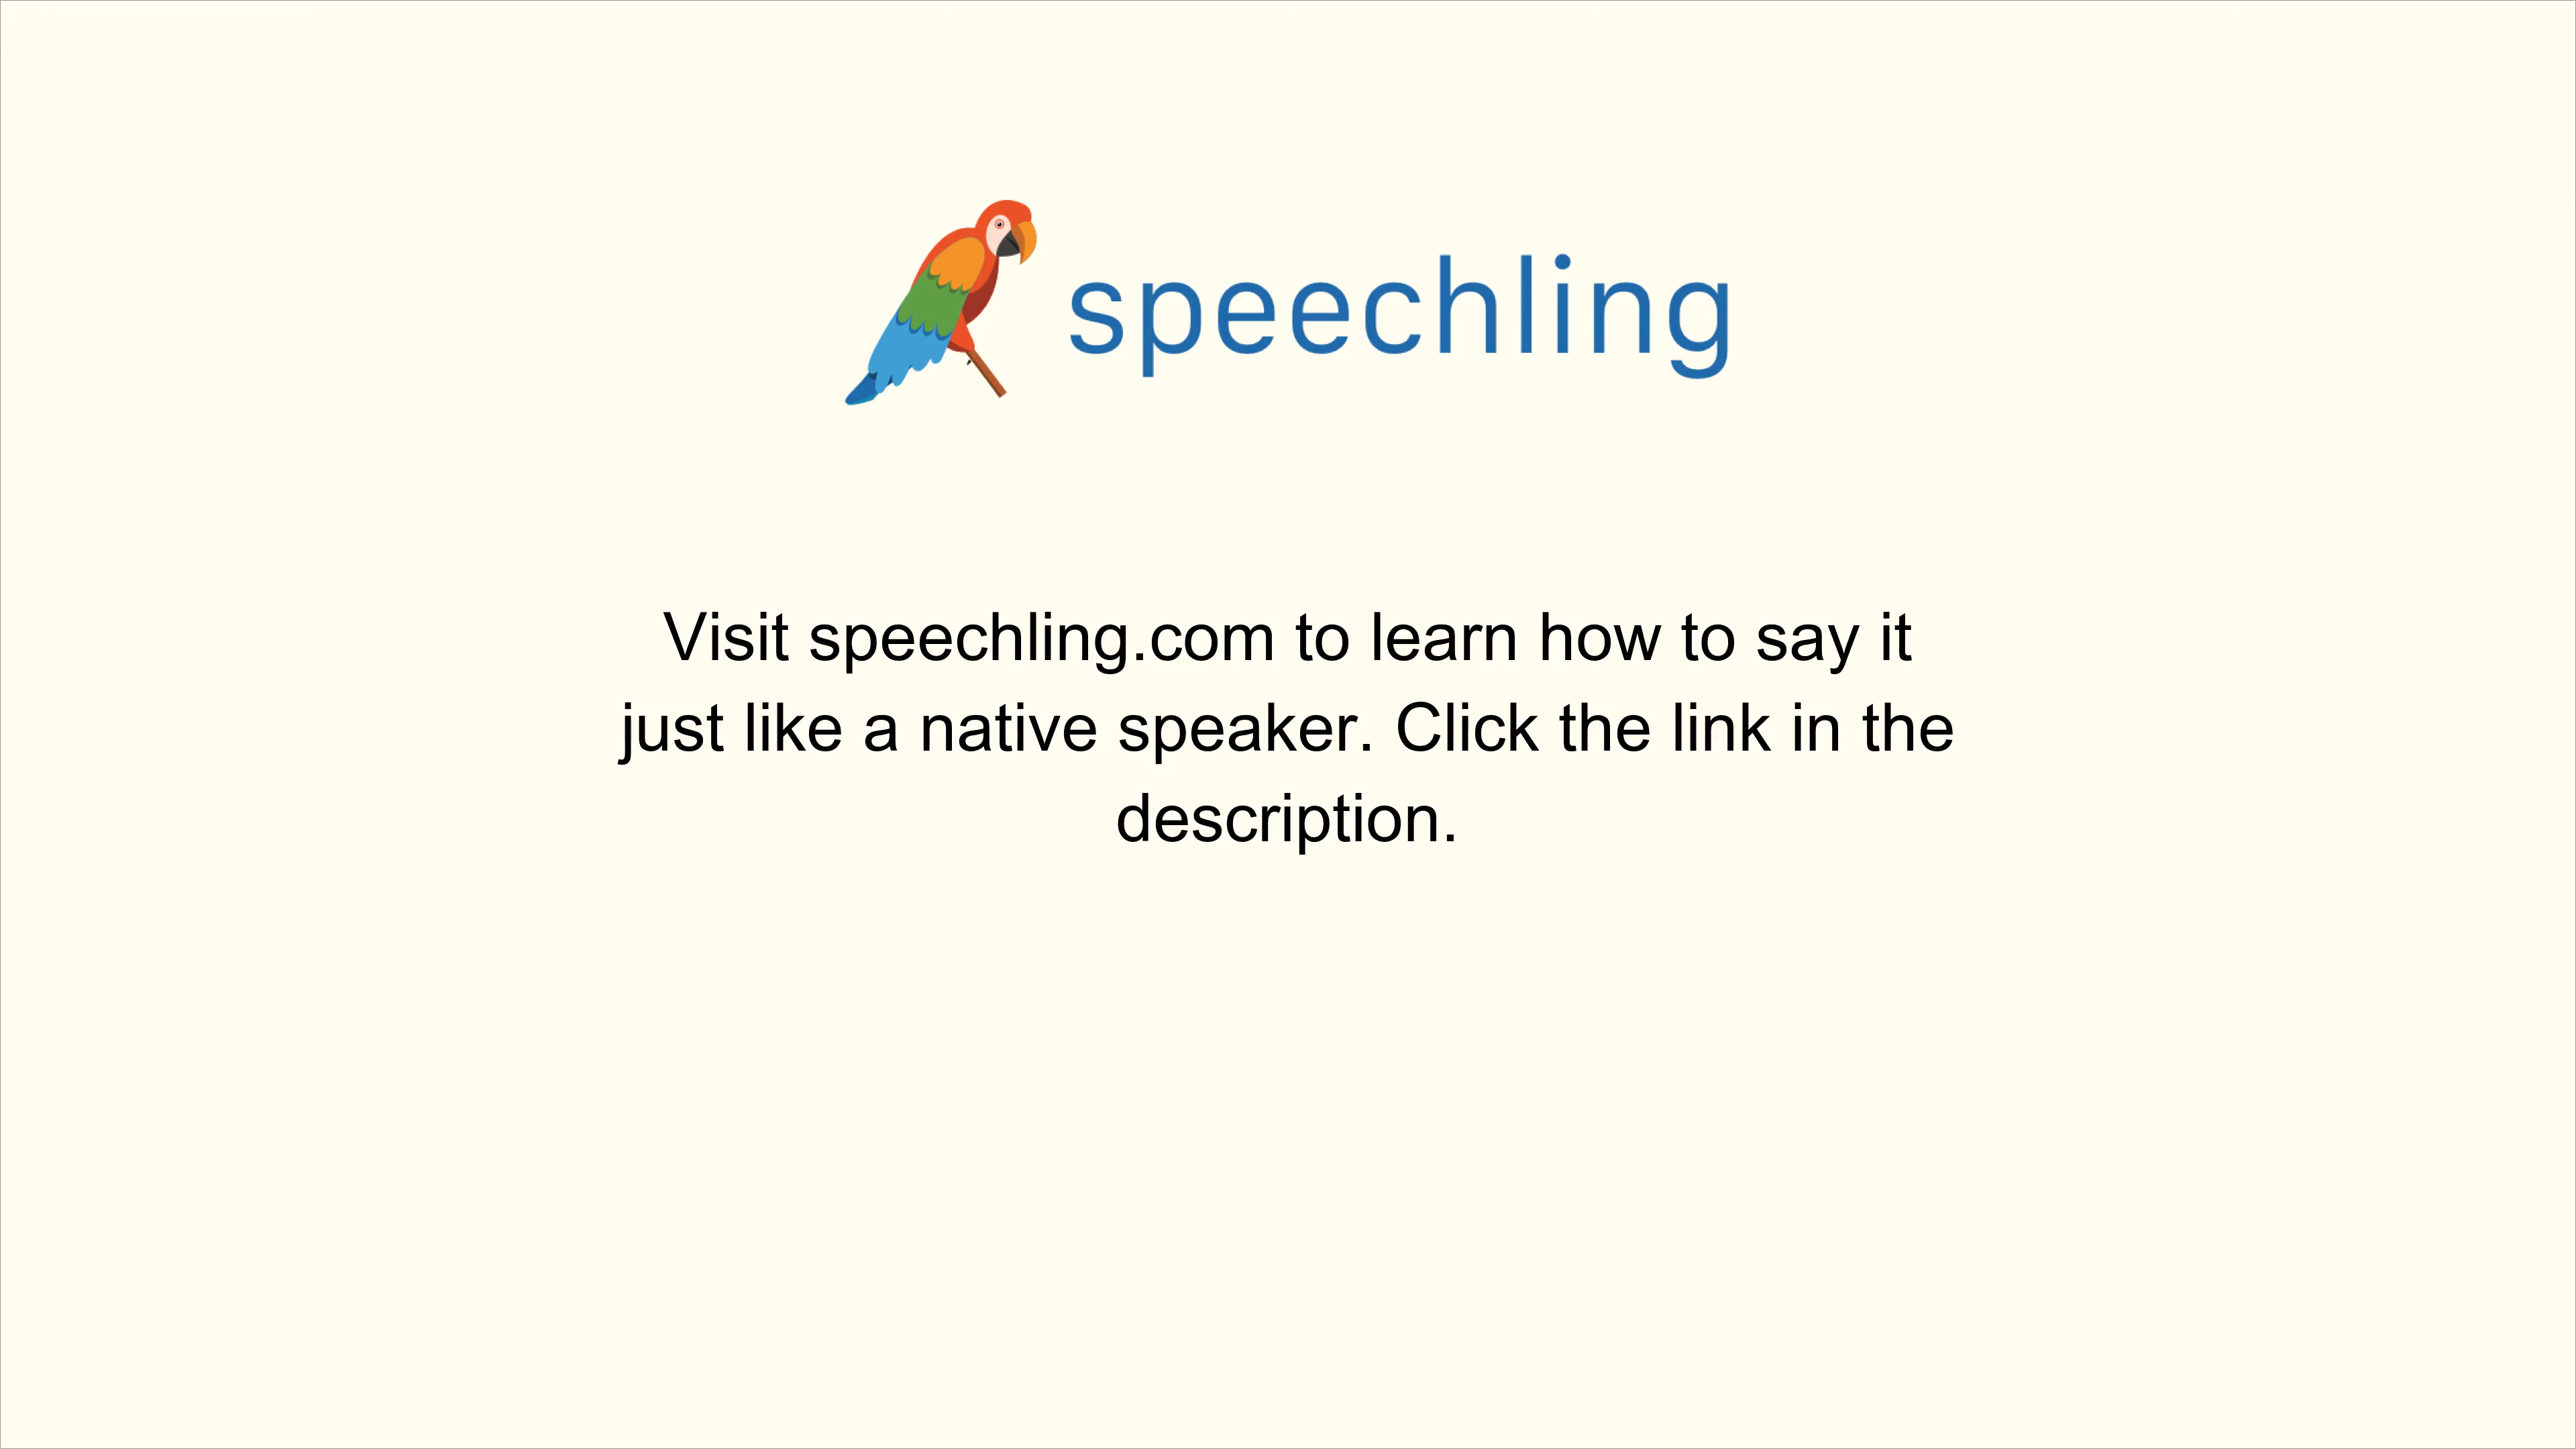 speechling
Visit speechling.com to learn how to say it
just like a native speaker. Click the link in the
description.